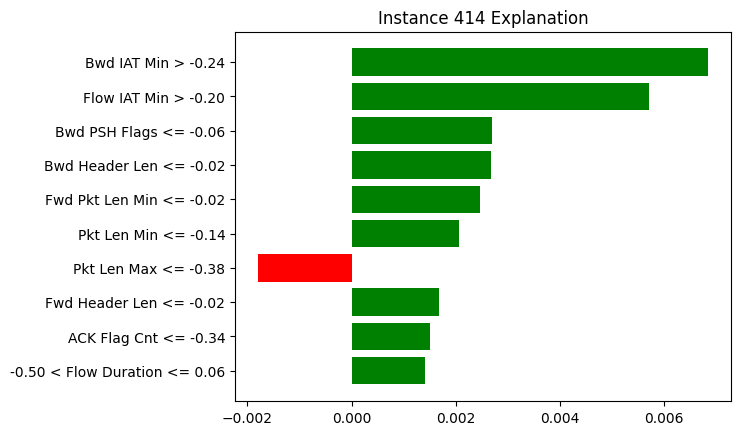 Instance 414 Explanation
Bwd IAT Min > -0.24
Flow IAT Min > -0.20
Bwd PSH Flags <= -0.06
Bwd Header Len <= -0.02
Fwd Pkt Len Min <= -0.02
Pkt Len Min <= -0.14
Pkt Len Max <= -0.38
Fwd Header Len <= -0.02
ACK Flag Cnt <= -0.34
-0.50 < Flow Duration <= 0.06
−0.002 0.000 0.002 0.004 0.006